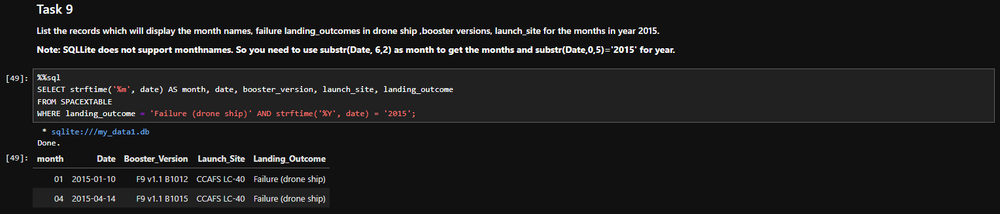 Task 9
List the records which will display the month names, failure landing_outcomes in drone ship ,booster versions, launch_site for the months in year 2015.
Note: SQLLite does not support monthnames. So you need to use substr(Date, 6,2) as month to get the months and substr(Date,0,5)='2015' for year.
[49]: %%sql
SELECT strftime('%m', date) AS month, date, booster_version, launch_site, landing_outcome
FROM SPACEXTABLE
WHERE landing_outcome = 'Failure (drone ship)' AND strftime('%Y', date) = '2015';
* sqlite:///my_data1.db
Done.
[49]: month Date Booster_Version Launch_Site Landing_Outcome
01 2015-01-10 F9 v1.1 B1012 CCAFS LC-40 Failure (drone ship)
04 2015-04-14 F9 v1.1 B1015 CCAFS LC-40 Failure (drone ship)